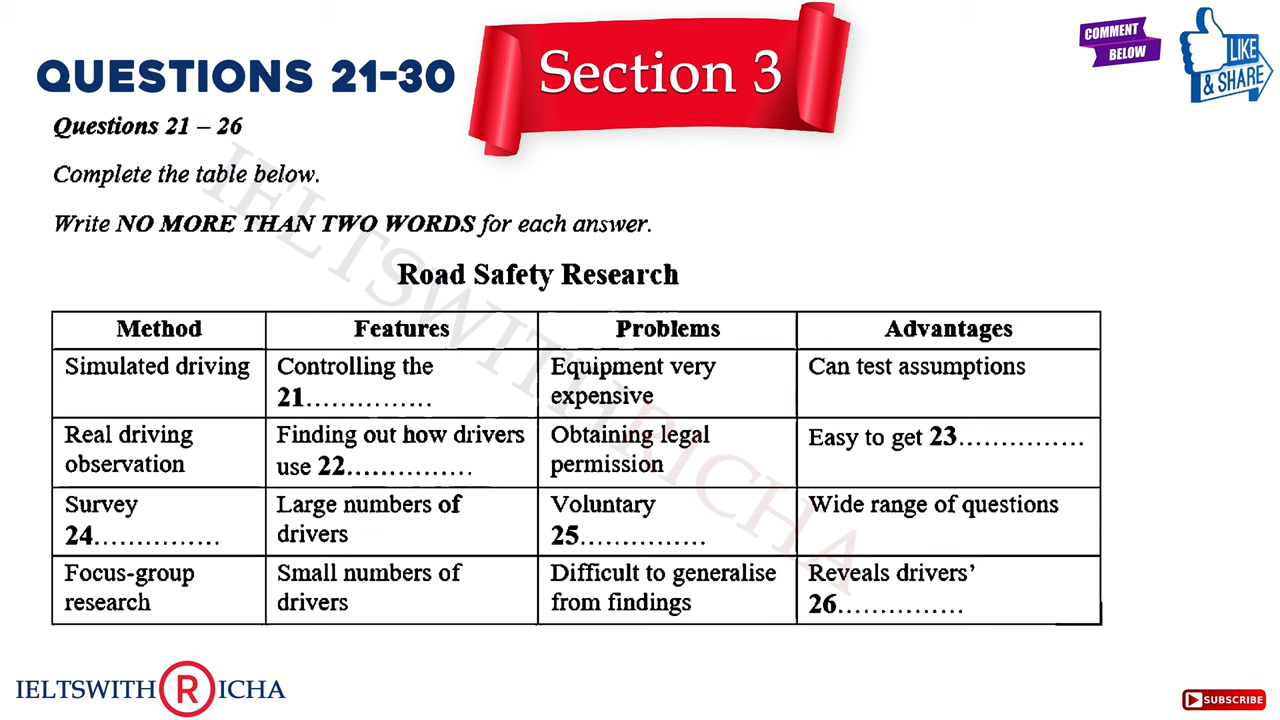 QUESTIONS 21-30
Section 3
COMMENT
BELOW
LIKE
& SHARE
Questions 21 – 26
Complete the table below.
Write NO MORE THAN TWO WORDS for each answer.
Road Safety Research
Method Features Problems Advantages
Simulated driving Controlling the Equipment very Can test assumptions
21............... expensive
Real driving Finding out how drivers Obtaining legal Easy to get 23...............
observation use 22............... permission
Survey Large numbers of Voluntary Wide range of questions
24............... drivers 25...............
Focus-group Small numbers of Difficult to generalise Reveals drivers’
research drivers from findings 26...............
IELTSWITHRICHA
IELTSWITH R ICHA
SUBSCRIBE